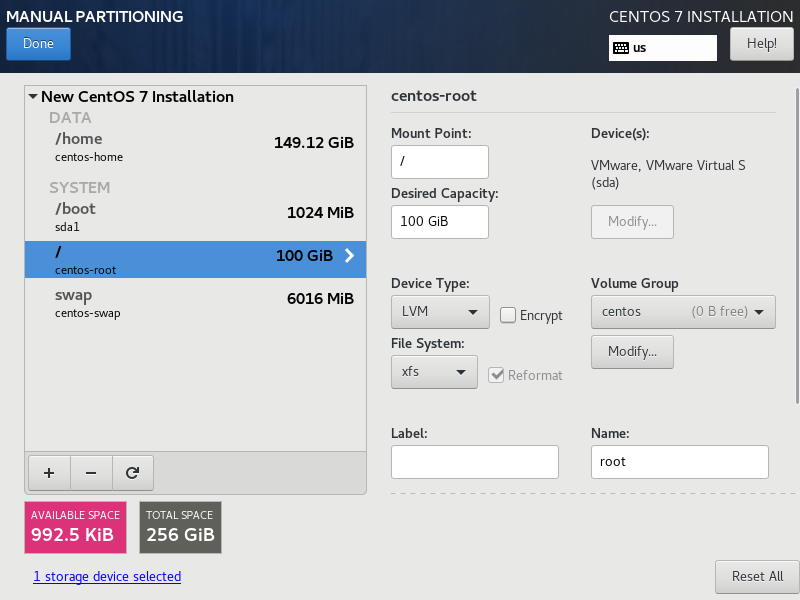 MANUAL PARTITIONING
CENTOS 7 INSTALLATION
Done
us
Help!
New CentOS 7 Installation
DATA
/home
149.12 GiB
centos-home
SYSTEM
/boot
1024 MiB
sda1
/
100 GiB
centos-root
swap
6016 MiB
centos-swap
+
−
AVAILABLE SPACE
992.5 KiB
TOTAL SPACE
256 GiB
1 storage device selected
centos-root
Mount Point:
/
Desired Capacity:
100 GiB
Device(s):
VMware, VMware Virtual S
(sda)
Modify...
Device Type:
LVM
Encrypt
File System:
xfs
Reformat
Volume Group
centos (0 B free)
Modify...
Label:
Name:
root
Reset All